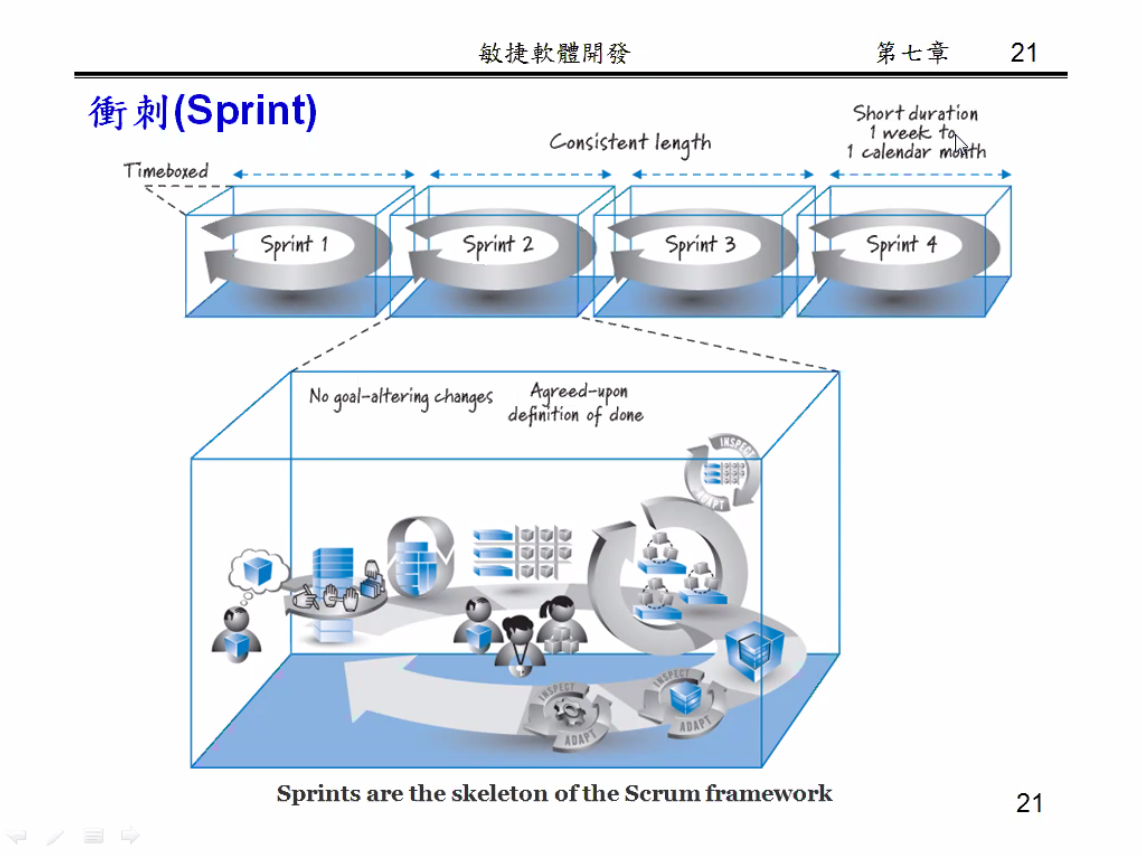 敏捷軟體開發 第七章 21
衝刺(Sprint)
Short duration
1 week to
1 calendar month
Consistent length
Timeboxed
Sprint 1
Sprint 2
Sprint 3
Sprint 4
No goal-altering changes
Agreed-upon
definition of done
INSPECT
ADAPT
INSPECT
ADAPT
INSPECT
ADAPT
Sprints are the skeleton of the Scrum framework
21